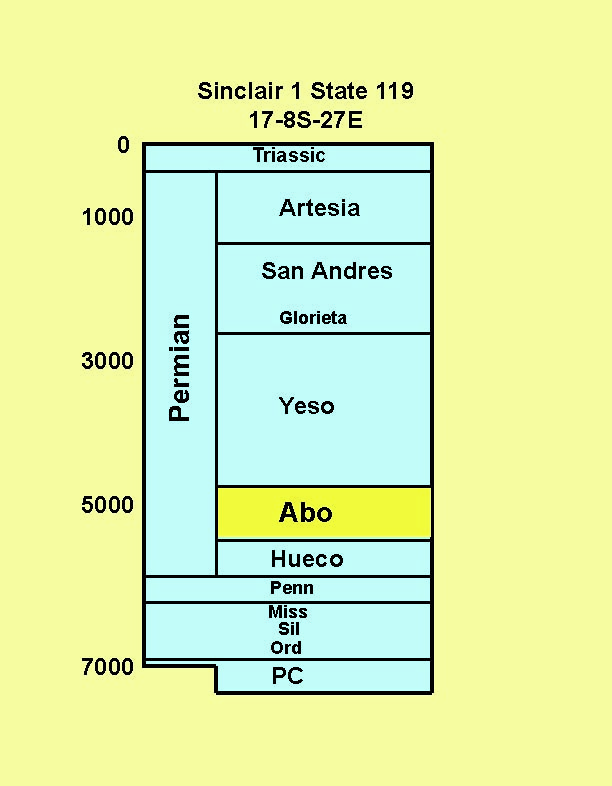 Sinclair 1 State 119
17-8S-27E
0
Triassic
1000
Artesia
San Andres
Glorieta
3000
Permian
Yeso
5000
Abo
Hueco
Penn
Miss
Sil
Ord
7000
PC